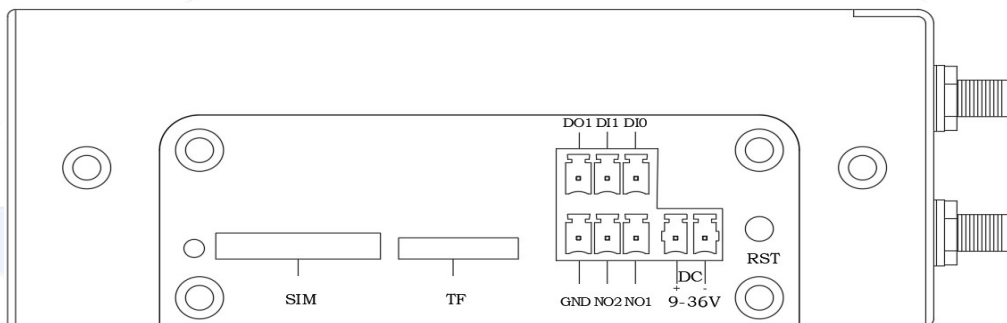 DO1 DI1 DI0
RST
DC
+ -
SIM TF GND NO2 NO1 9-36V